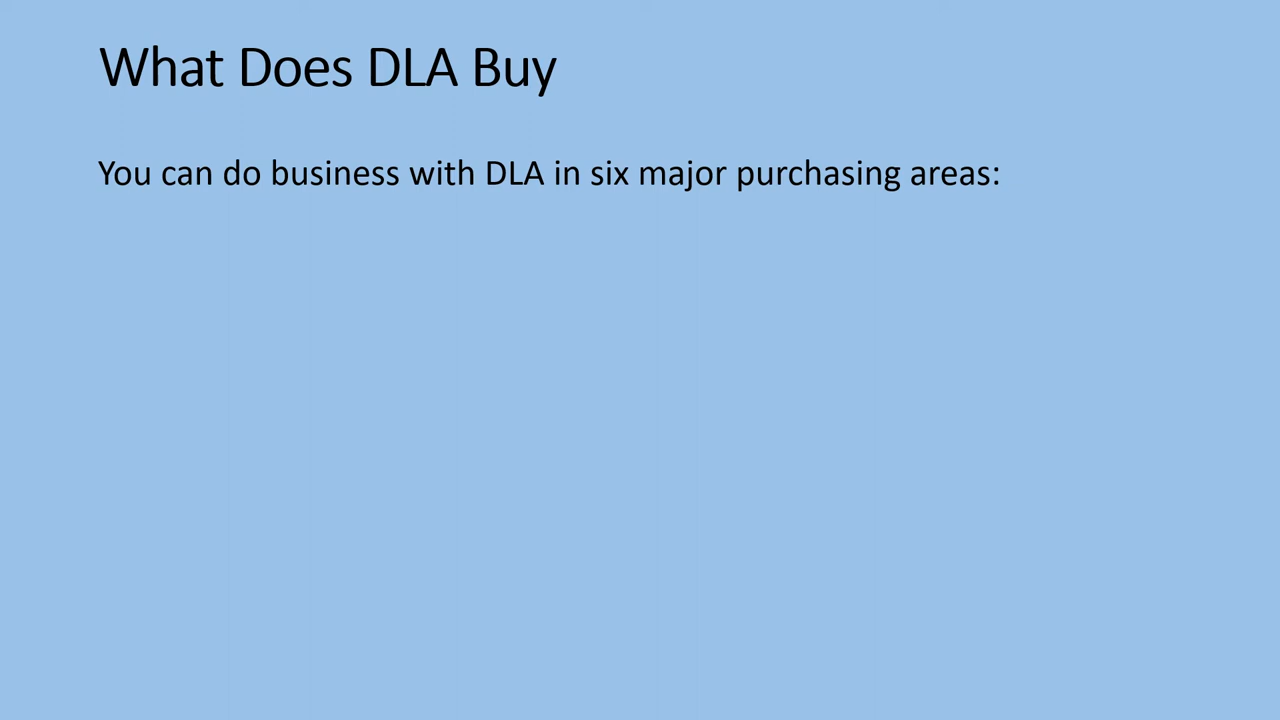 What Does DLA Buy
You can do business with DLA in six major purchasing areas: